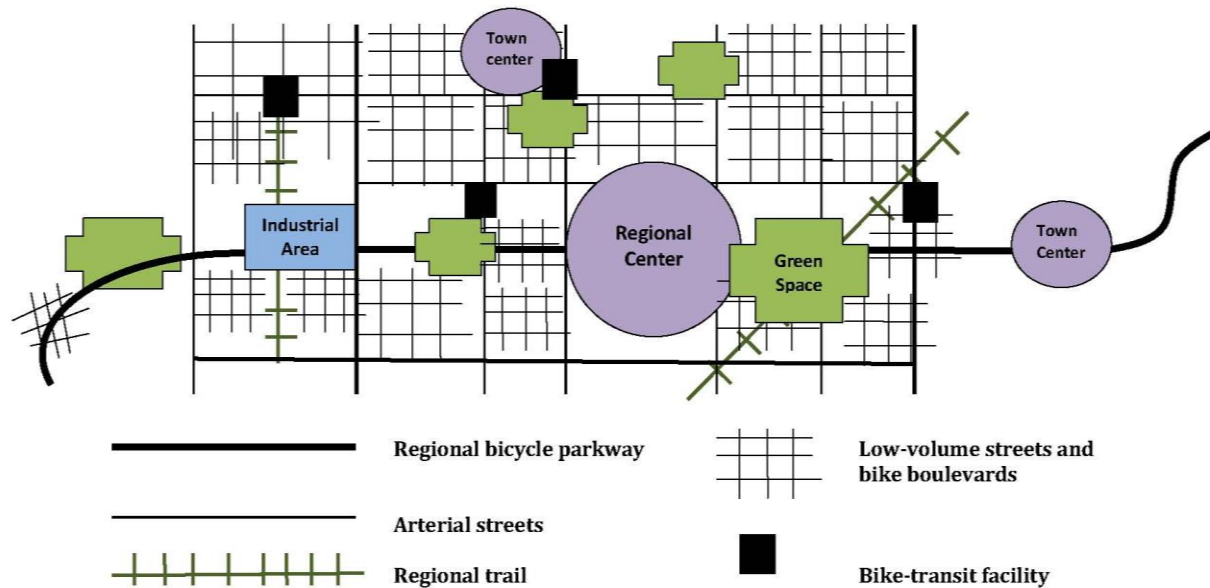 Town
center
Industrial
Area
Regional
Center
Green
Space
Town
Center
Regional bicycle parkway
Low-volume streets and
bike boulevards
Arterial streets
Regional trail
Bike-transit facility